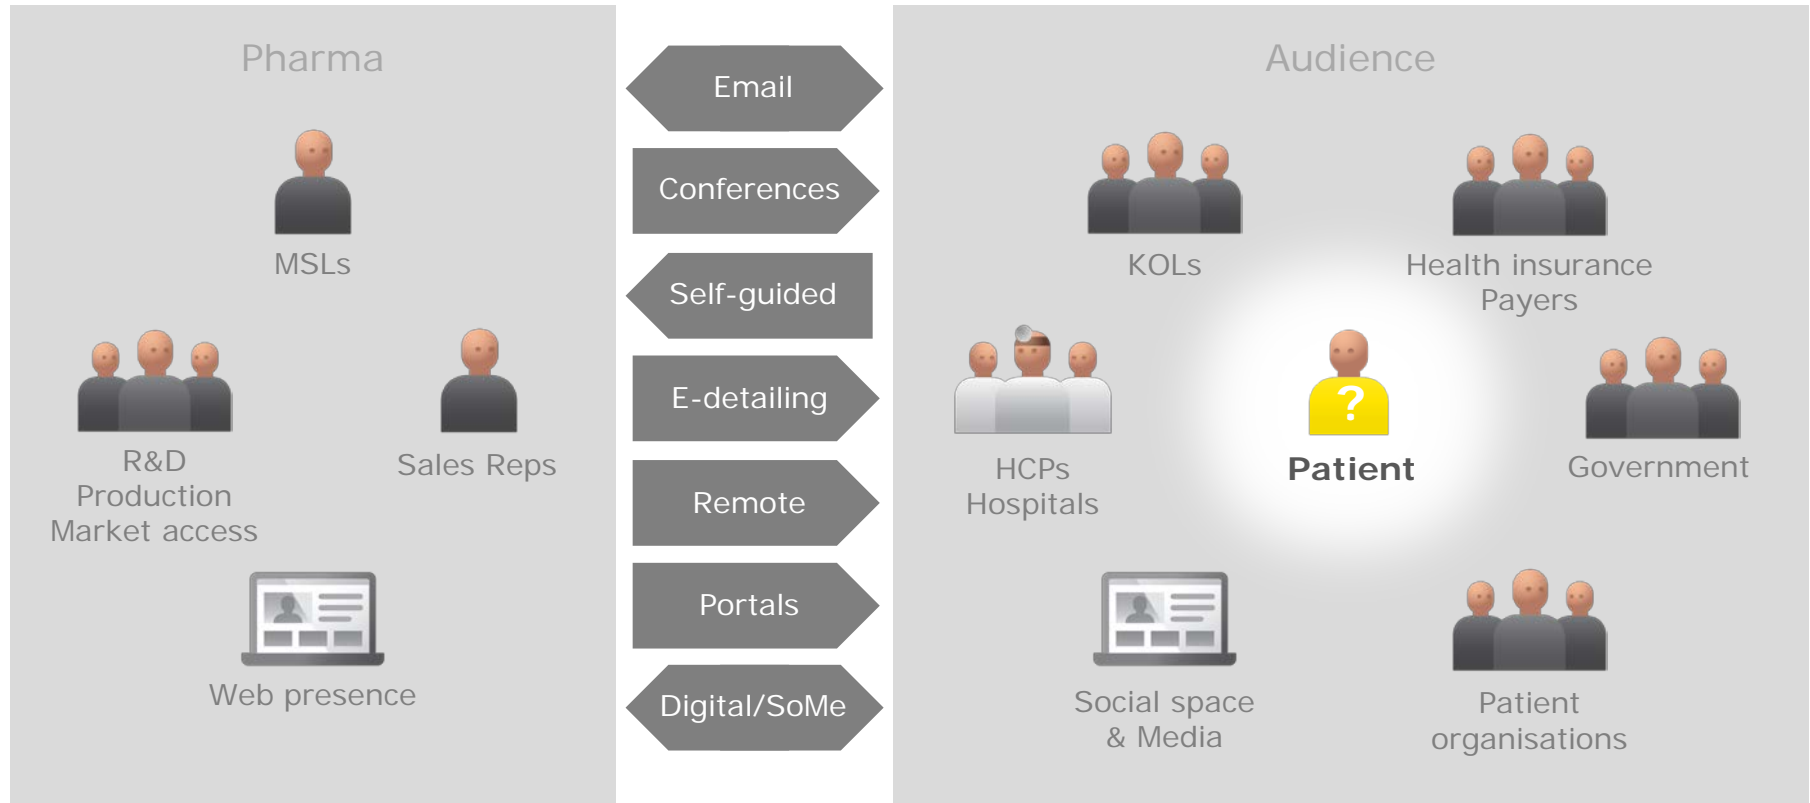 Pharma
MSLs
R&D
Production
Market access
Sales Reps
Web presence
Email
Conferences
Self-guided
E-detailing
Remote
Portals
Digital/SoMe
Audience
KOLs
Health insurance
Payers
HCPs
Hospitals
?
Patient
Government
Social space
& Media
Patient
organisations